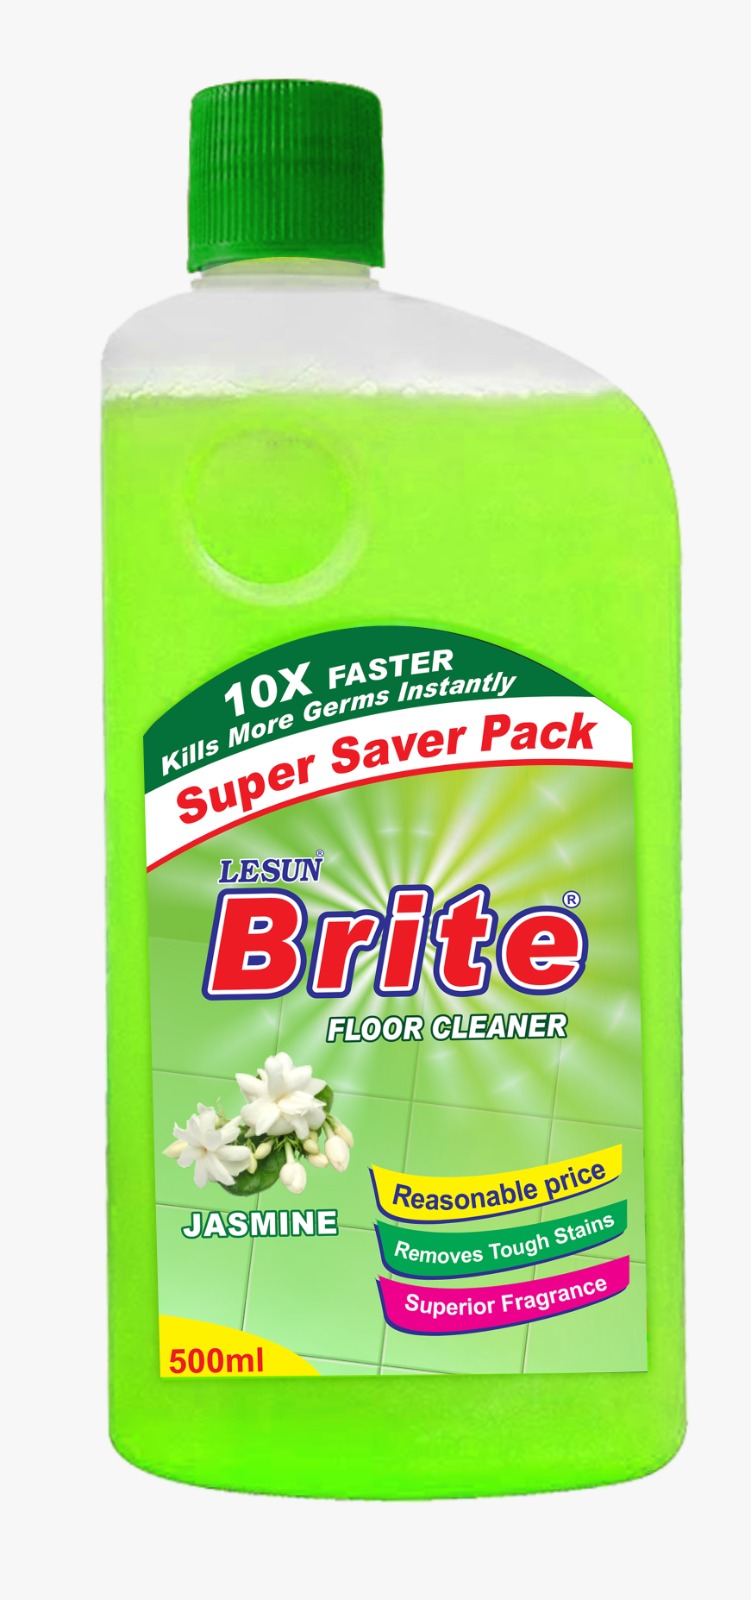 10X FASTER
Kills More Germs Instantly
Super Saver Pack
LESUN®
Brite®
FLOOR CLEANER
JASMINE
Reasonable price
Removes Tough Stains
Superior Fragrance
500ml